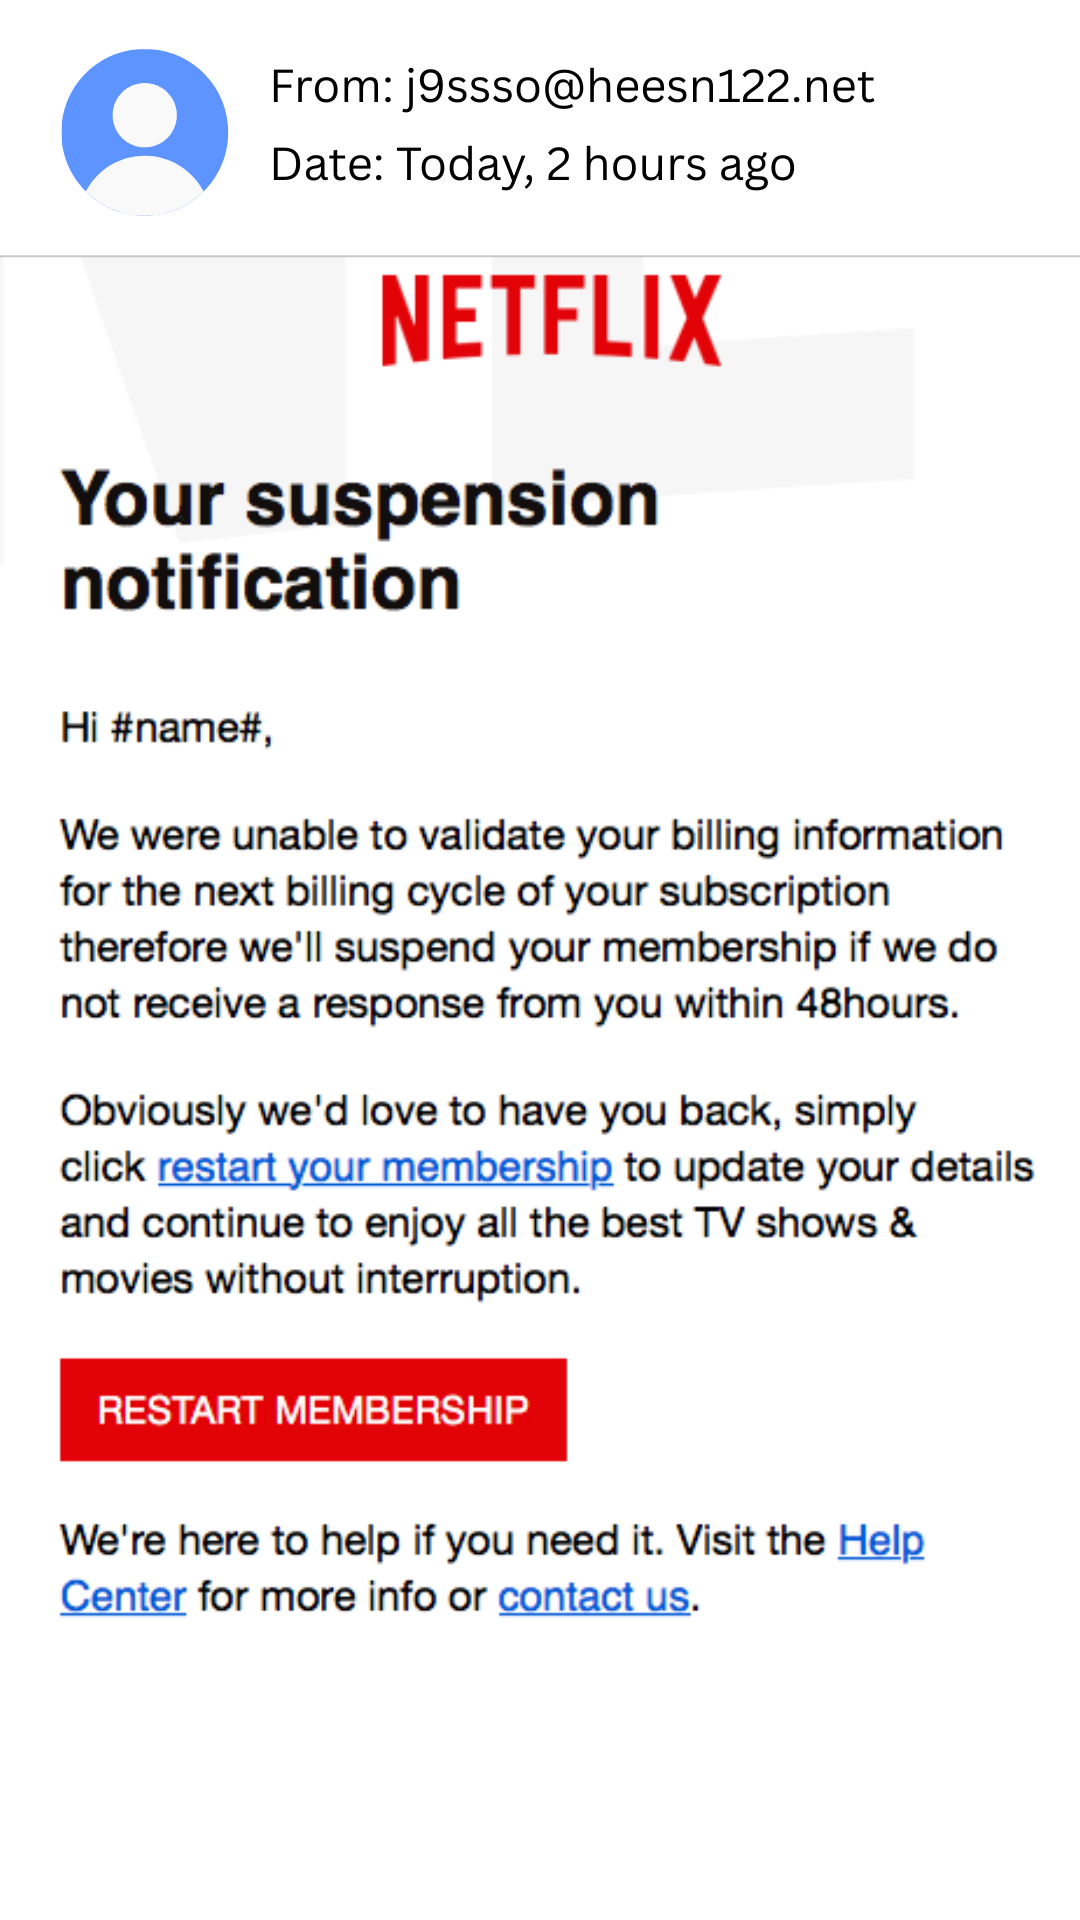 From: j9ssso@heesn122.net
Date: Today, 2 hours ago
NETFLIX
Your suspension
notification
Hi #name#,
We were unable to validate your billing information
for the next billing cycle of your subscription
therefore we'll suspend your membership if we do
not receive a response from you within 48hours.
Obviously we'd love to have you back, simply
click restart your membership to update your details
and continue to enjoy all the best TV shows &
movies without interruption.
RESTART MEMBERSHIP
We're here to help if you need it. Visit the Help
Center for more info or contact us.